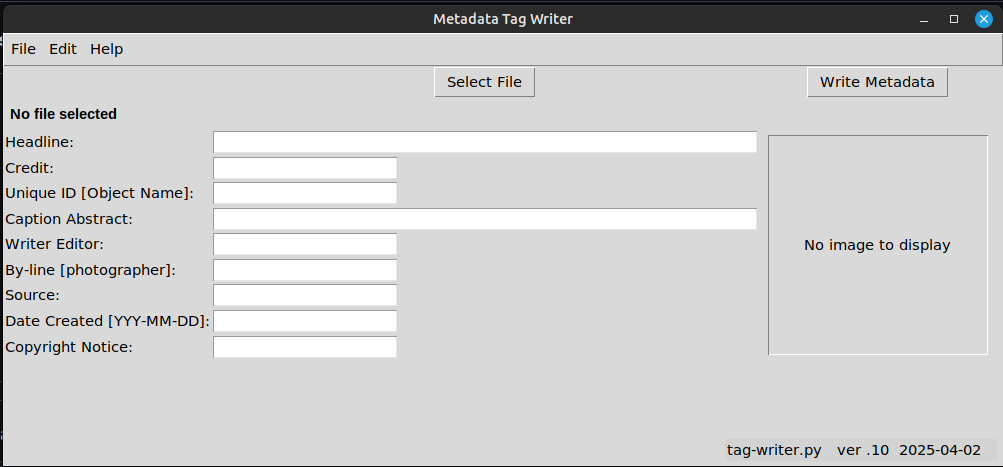 Metadata Tag Writer
File Edit Help
Select File Write Metadata
No file selected
Headline:
Credit:
Unique ID [Object Name]:
Caption Abstract:
Writer Editor:
By-line [photographer]:
No image to display
Source:
Date Created [YYY-MM-DD]:
Copyright Notice:
tag-writer.py ver .10 2025-04-02